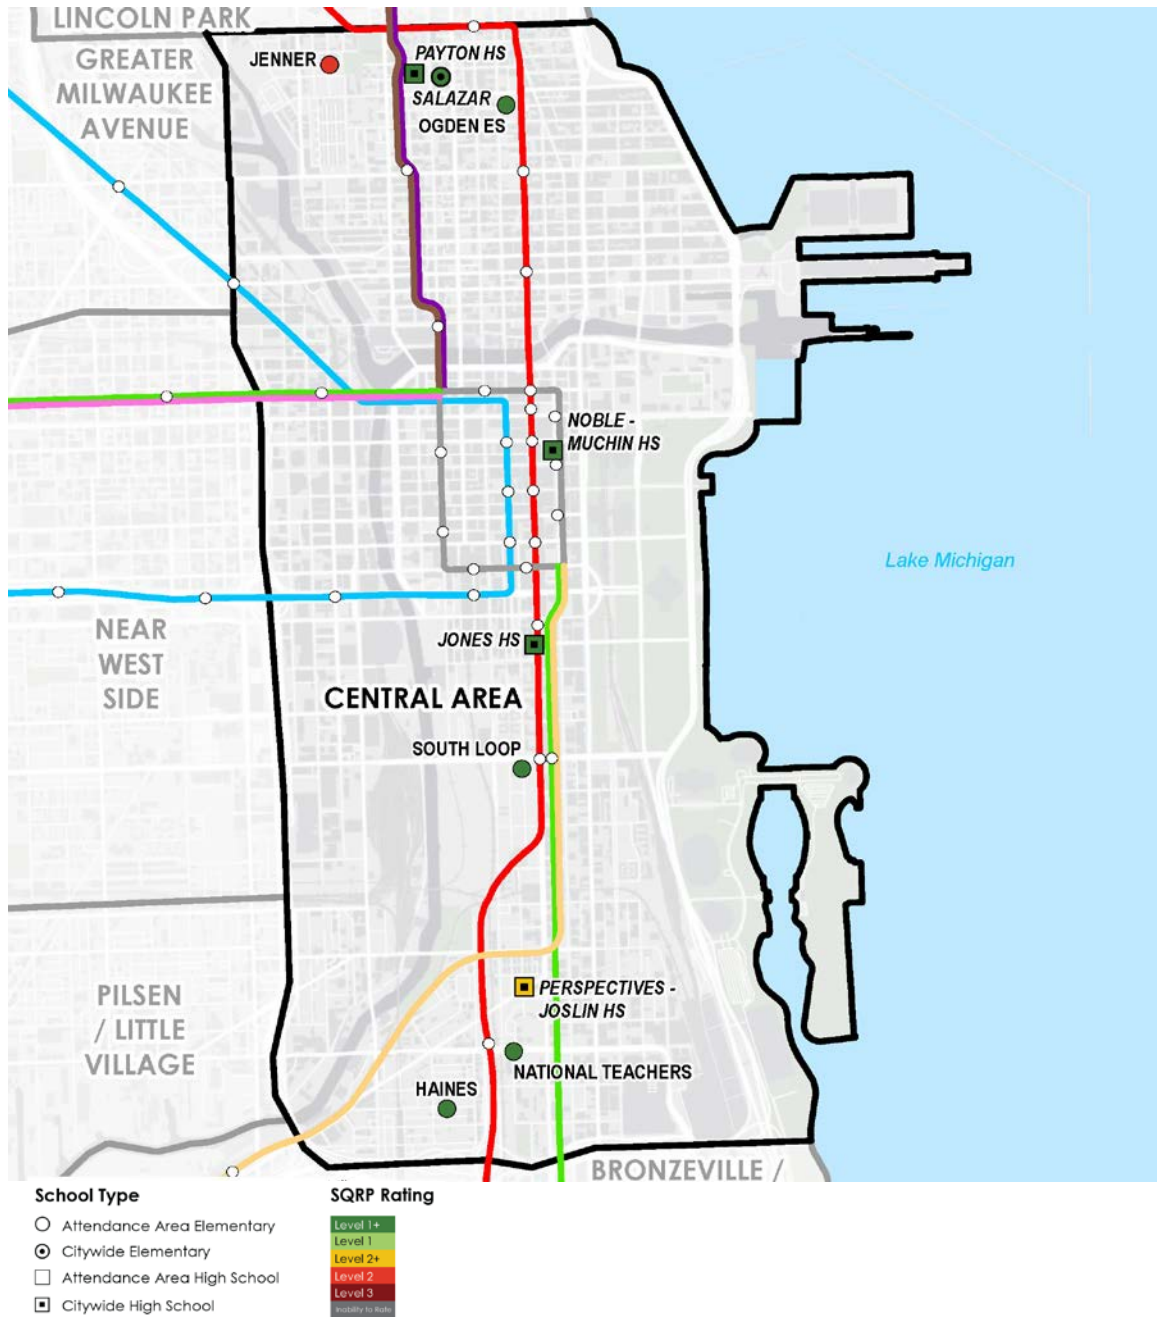 LINCOLN PARK
GREATER
MILWAUKEE
AVENUE
JENNER
PAYTON HS
SALAZAR
OGDEN ES
NOBLE -
MUCHIN HS
Lake Michigan
JONES HS
NEAR
WEST
SIDE
CENTRAL AREA
SOUTH LOOP
PERSPECTIVES -
JOSLIN HS
PILSEN
/ LITTLE
VILLAGE
NATIONAL TEACHERS
HAINES
BRONZEVILLE /
School Type
Attendance Area Elementary
Citywide Elementary
Attendance Area High School
Citywide High School
SQRP Rating
Level 1+
Level 1
Level 2+
Level 2
Level 3
Inability to Rate